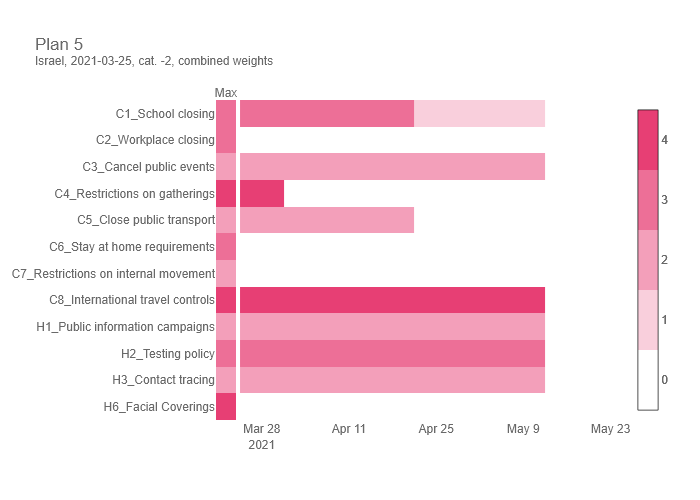 Plan 5
Israel, 2021-03-25, cat. -2, combined weights
Max
C1_School closing
C2_Workplace closing
C3_Cancel public events
C4_Restrictions on gatherings
C5_Close public transport
C6_Stay at home requirements
C7_Restrictions on internal movement
C8_International travel controls
H1_Public information campaigns
H2_Testing policy
H3_Contact tracing
H6_Facial Coverings
Mar 28 Apr 11 Apr 25 May 9 May 23
2021
4
3
2
1
0